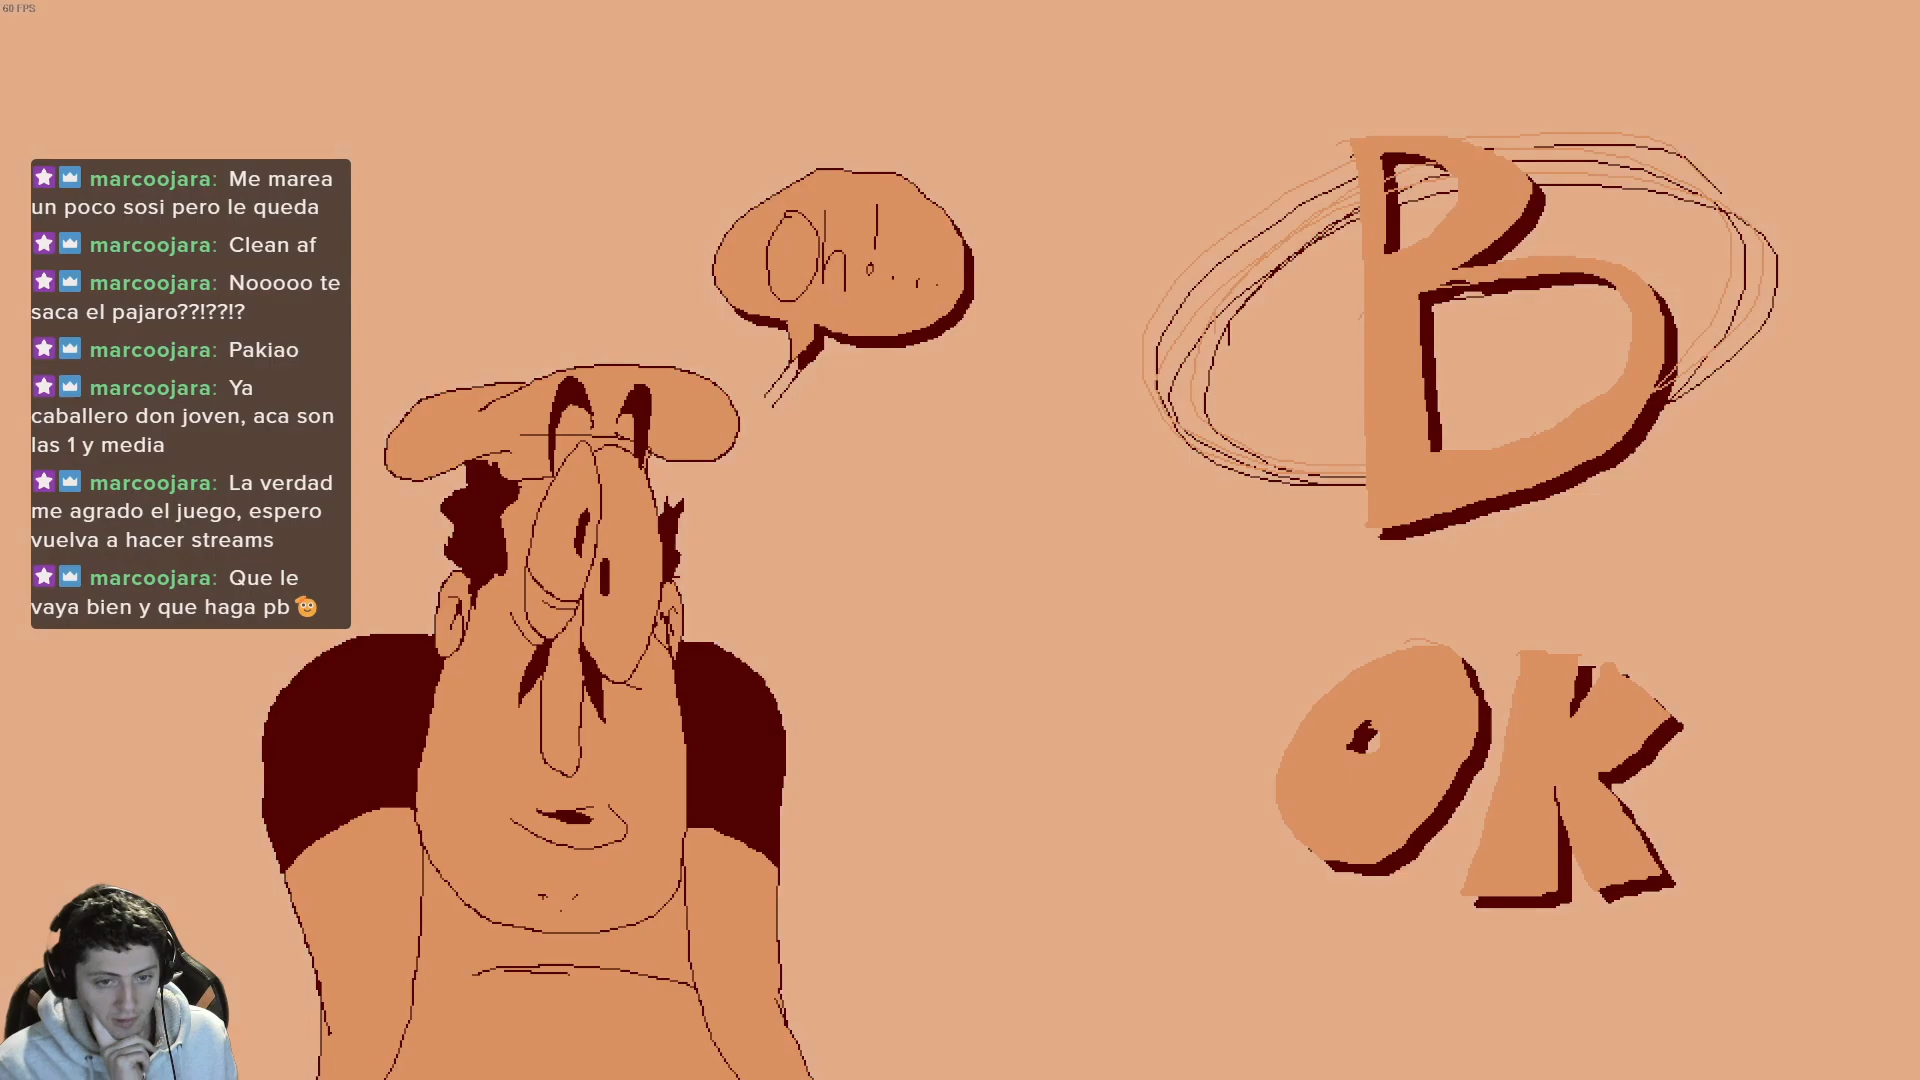 60 FPS
marcoojara: Me marea
un poco sosi pero le queda
marcoojara: Clean af
marcoojara: Nooooo te
saca el pajaro??!??!?
marcoojara: Pakiao
marcoojara: Ya
caballero don joven, aca son
las 1 y media
marcoojara: La verdad
me agrado el juego, espero
vuelva a hacer streams
marcoojara: Que le
vaya bien y que haga pb
Oh!...
B
OK